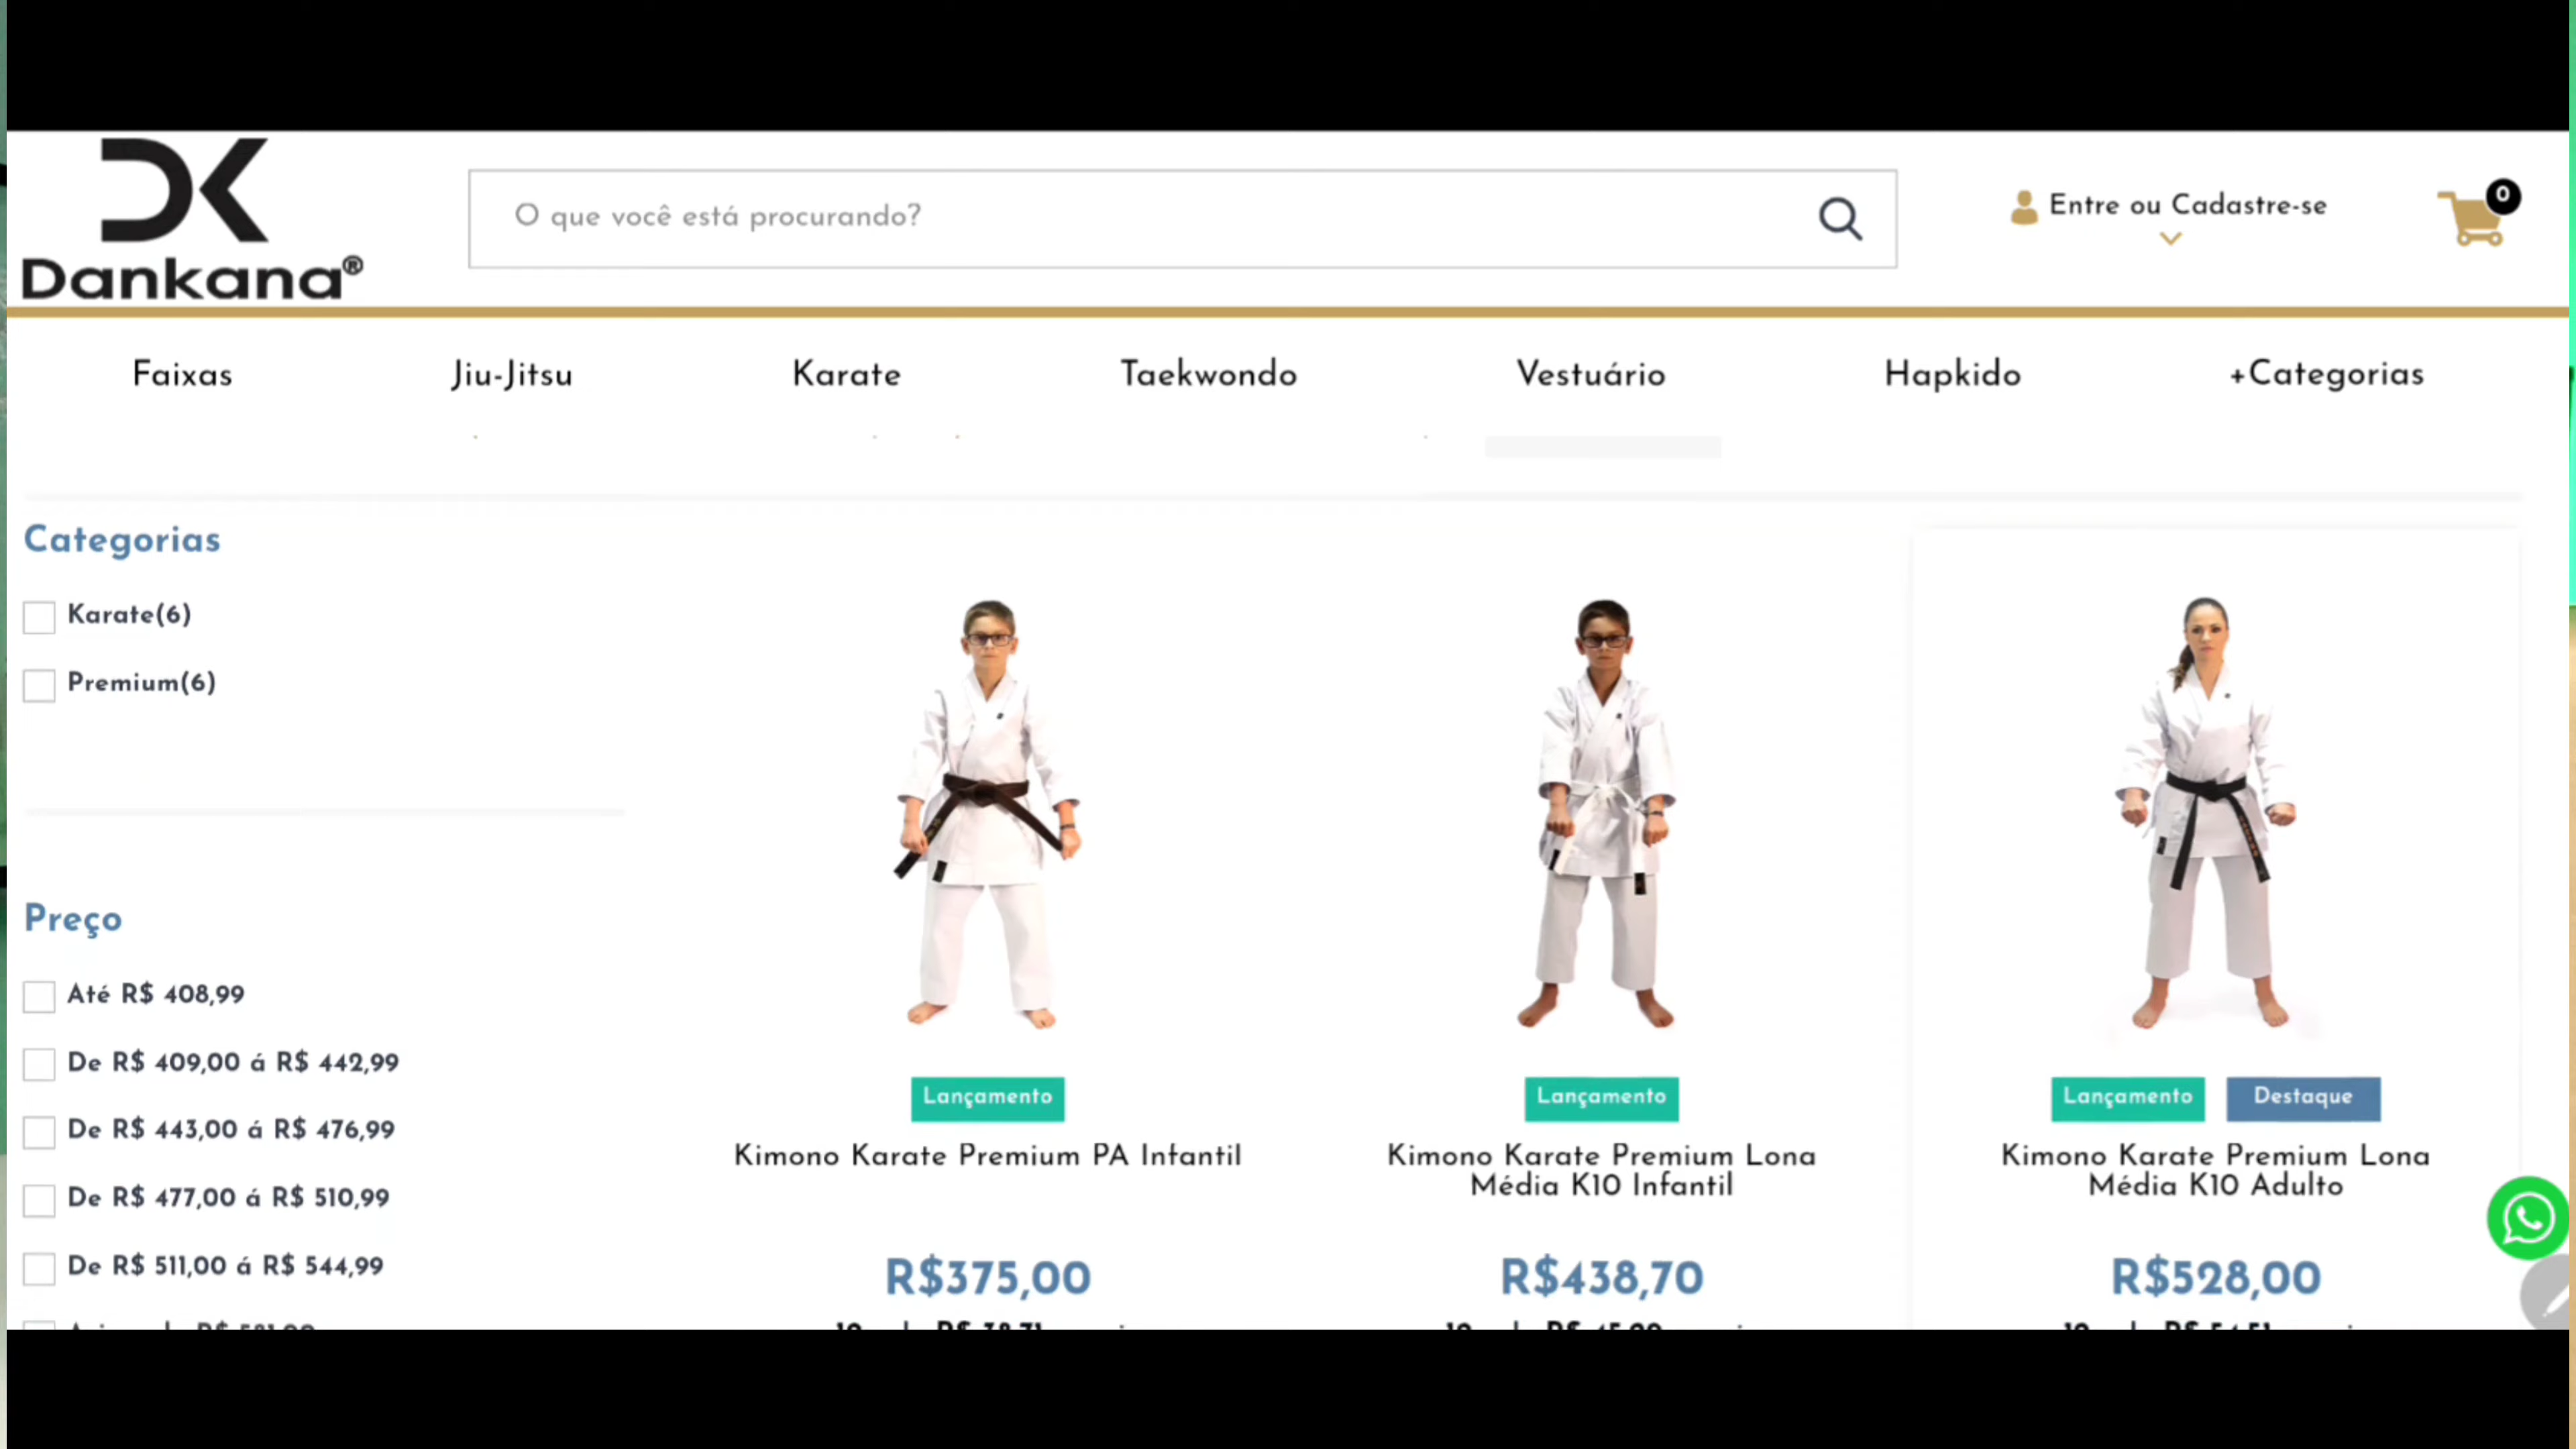 DK
Dankana®
O que você está procurando?
Entre ou Cadastre-se
0
Faixas
Jiu-Jitsu
Karate
Taekwondo
Vestuário
Hapkido
+Categorias
Categorias
Karate(6)
Premium(6)
Preço
Até R$ 408,99
De R$ 409,00 á R$ 442,99
De R$ 443,00 á R$ 476,99
De R$ 477,00 á R$ 510,99
De R$ 511,00 á R$ 544,99
Lançamento
Kimono Karate Premium PA Infantil
R$375,00
Lançamento
Kimono Karate Premium Lona
Média K10 Infantil
R$438,70
Lançamento
Destaque
Kimono Karate Premium Lona
Média K10 Adulto
R$528,00